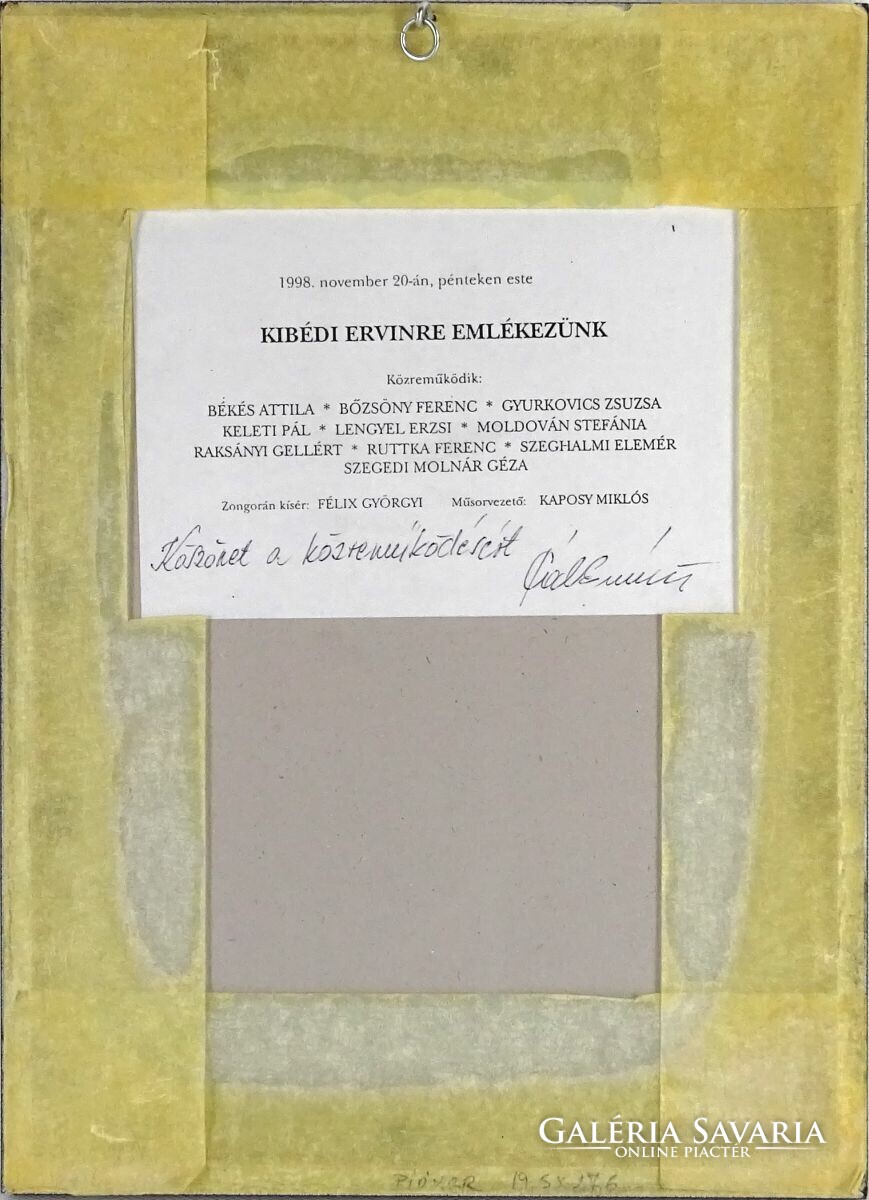 1998. november 20-án, pénteken este
KIBÉDI ERVINRE EMLÉKEZÜNK
Közreműködik:
BÉKÉS ATTILA * BŐZSÖNY FERENC * GYURKOVICS ZSUZSA
KELETI PÁL * LENGYEL ERZSI * MOLDOVÁN STEFÁNIA
RAKSÁNYI GELLÉRT * RUTTKA FERENC * SZEGHALMI ELEMÉR
SZEGEDI MOLNÁR GÉZA
Zongorán kísér: FÉLIX GYÖRGYI Műsorvezető: KAPOSY MIKLÓS
Köszönet a közreműködésért
GALÉRIA SAVARIA
ONLINE PIACTÉR